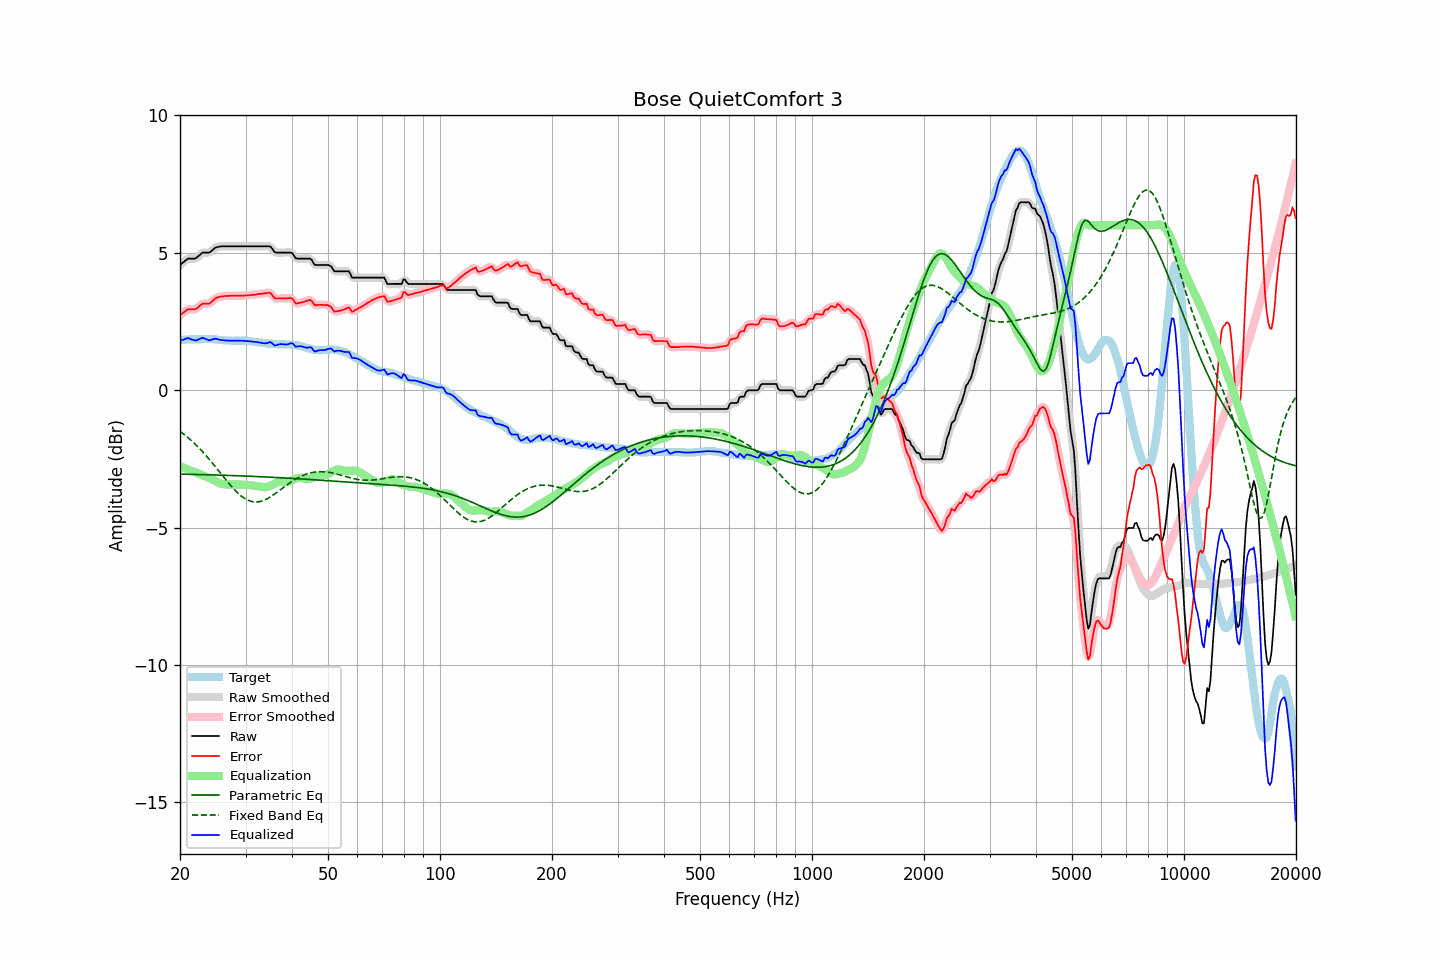 Bose QuietComfort 3
Amplitude (dBr)
10
5
0
−5
−10
−15
Target
Raw Smoothed
Error Smoothed
Raw
Error
Equalization
Parametric Eq
Fixed Band Eq
Equalized
20 50 100 200 500 1000 2000 5000 10000 20000
Frequency (Hz)